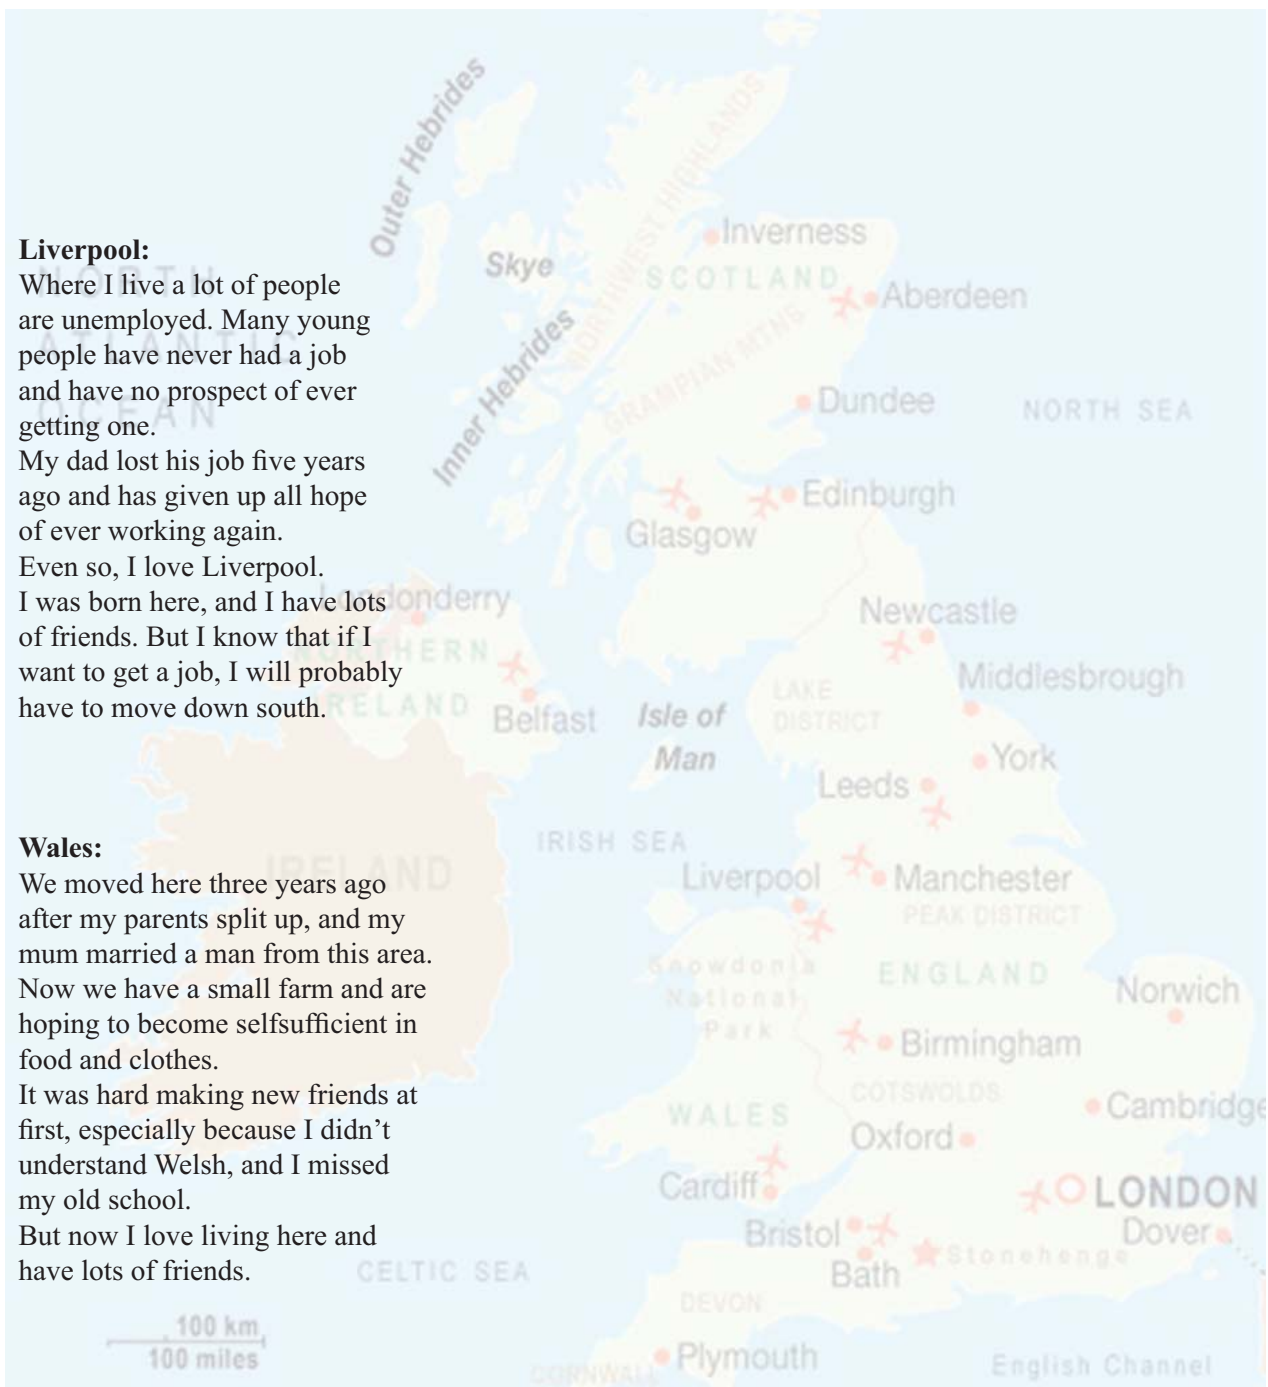 Liverpool:
Where I live a lot of people
are unemployed. Many young
people have never had a job
and have no prospect of ever
getting one.
My dad lost his job five years
ago and has given up all hope
of ever working again.
Even so, I love Liverpool.
I was born here, and I have lots
of friends. But I know that if I
want to get a job, I will probably
have to move down south.
Wales:
We moved here three years ago
after my parents split up, and my
mum married a man from this area.
Now we have a small farm and are
hoping to become selfsufficient in
food and clothes.
It was hard making new friends at
first, especially because I didn't
understand Welsh, and I missed
my old school.
But now I love living here and
have lots of friends.
NORTH
ATLANTIC
OCEAN
Outer Hebrides
Skye
Inner Hebrides
NORTHWEST HIGHLANDS
Inverness
SCOTLAND
Aberdeen
GRAMPIAN MTNS
Dundee
NORTH SEA
Edinburgh
Glasgow
Londonderry
NORTHERN
IRELAND
Belfast
Newcastle
Middlesbrough
LAKE
DISTRICT
Isle of
Man
York
Leeds
IRISH SEA
IRELAND
Liverpool
Manchester
PEAK DISTRICT
Snowdonia
National
Park
ENGLAND
Norwich
Birmingham
COTSWOLDS
Cambridge
WALES
Oxford
Cardiff
LONDON
Bristol
Dover
Stonehenge
Bath
CELTIC SEA
DEVON
100 km
100 miles
Plymouth
CORNWALL
English Channel